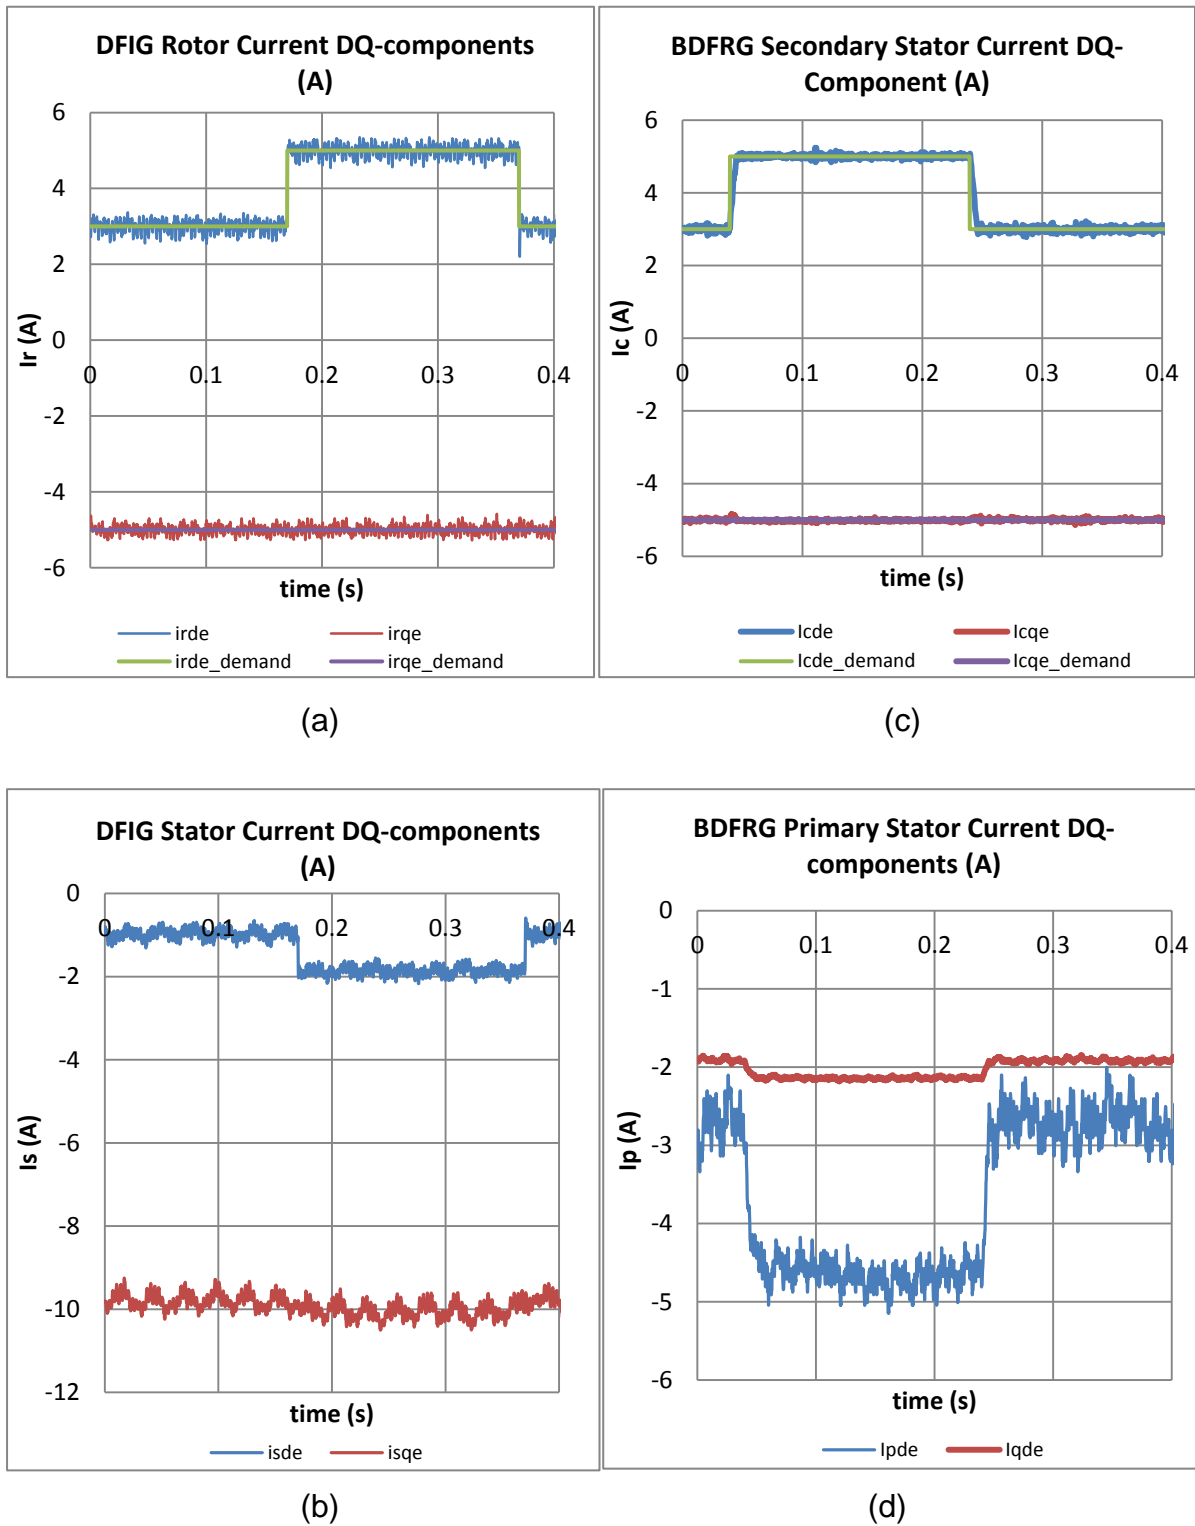 DFIG Rotor Current DQ-components
(A)
6
4
2
0
-2
-4
-6
0
0.1
0.2
0.3
0.4
Ir (A)
time (s)
irde
irqe
irde_demand
irqe_demand
(a)
BDFRG Secondary Stator Current DQ-
Component (A)
6
4
2
0
-2
-4
-6
0
0.1
0.2
0.3
0.4
Ic (A)
time (s)
Icde
Icqe
Icde_demand
Icqe_demand
(c)
DFIG Stator Current DQ-components
(A)
0
-2
-4
-6
-8
-10
-12
0
0.1
0.2
0.3
0.4
Is (A)
time (s)
isde
isqe
(b)
BDFRG Primary Stator Current DQ-
components (A)
0
-1
-2
-3
-4
-5
-6
0
0.1
0.2
0.3
0.4
Ip (A)
time (s)
Ipde
Iqde
(d)